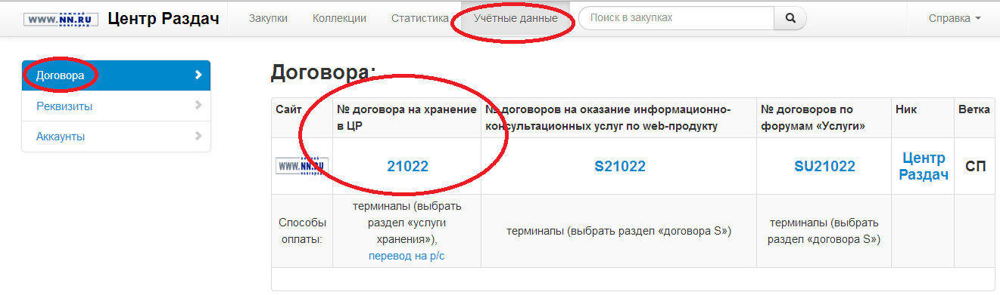 WWW.NN.RU Центр Раздач Закупки Коллекции Статистика Учётные данные Поиск в закупках Справка
Договора
Реквизиты
Аккаунты
Договора:
Сайт
№ договора на хранение
в ЦР
№ договоров на оказание информационно-
консультационных услуг по web-продукту
№ договоров по
форумам «Услуги»
Ник
Ветка
WWW.NN.RU
21022
S21022
SU21022
Центр
Раздач
СП
Способы
оплаты:
терминалы (выбрать
раздел «услуги
хранения»),
перевод на р/с
терминалы (выбрать раздел «договора S»)
терминалы (выбрать
раздел «договора S»)